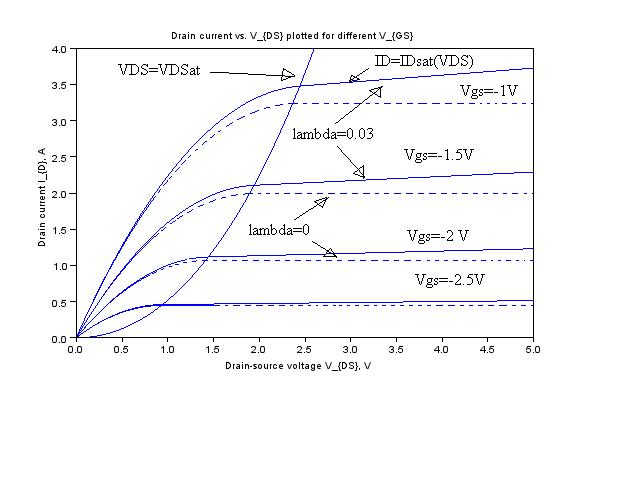 Drain current vs. V_{DS} plotted for different V_{GS}
4.0
VDS=VDSat
ID=IDsat(VDS)
3.5
Vgs=-1V
3.0
lambda=0.03
2.5
Vgs=-1.5V
2.0
lambda=0
1.5
Vgs=-2 V
1.0
Vgs=-2.5V
0.5
0.0
0.0 0.5 1.0 1.5 2.0 2.5 3.0 3.5 4.0 4.5 5.0
Drain current I_{D}, A
Drain-source voltage V_{DS}, V